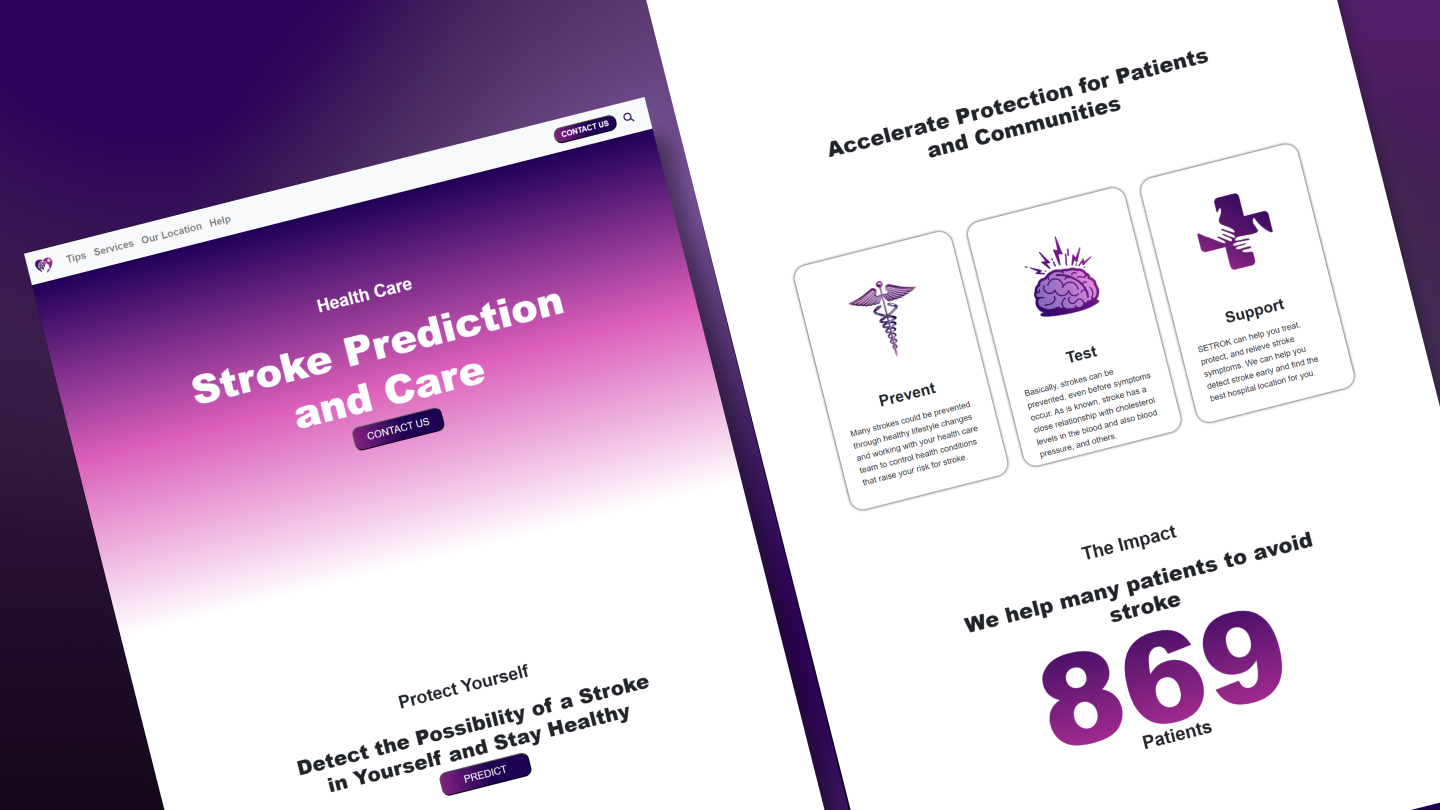 Tips Services Our Location Help
CONTACT US
Health Care
Stroke Prediction
and Care
CONTACT US
Protect Yourself
Detect the Possibility of a Stroke
in Yourself and Stay Healthy
PREDICT
Accelerate Protection for Patients
and Communities
Prevent
Many strokes could be prevented
through healthy lifestyle changes
and working with your health care
team to control health conditions
that raise your risk for stroke.
Test
Basically, strokes can be
prevented, even before symptoms
occur. As is known, stroke has a
close relationship with cholesterol
levels in the blood and also blood
pressure, and others.
Support
SETROK can help you treat,
protect, and relieve stroke
symptoms. We can help you
detect stroke early and find the
best hospital location for you.
The Impact
We help many patients to avoid
stroke
869
Patients